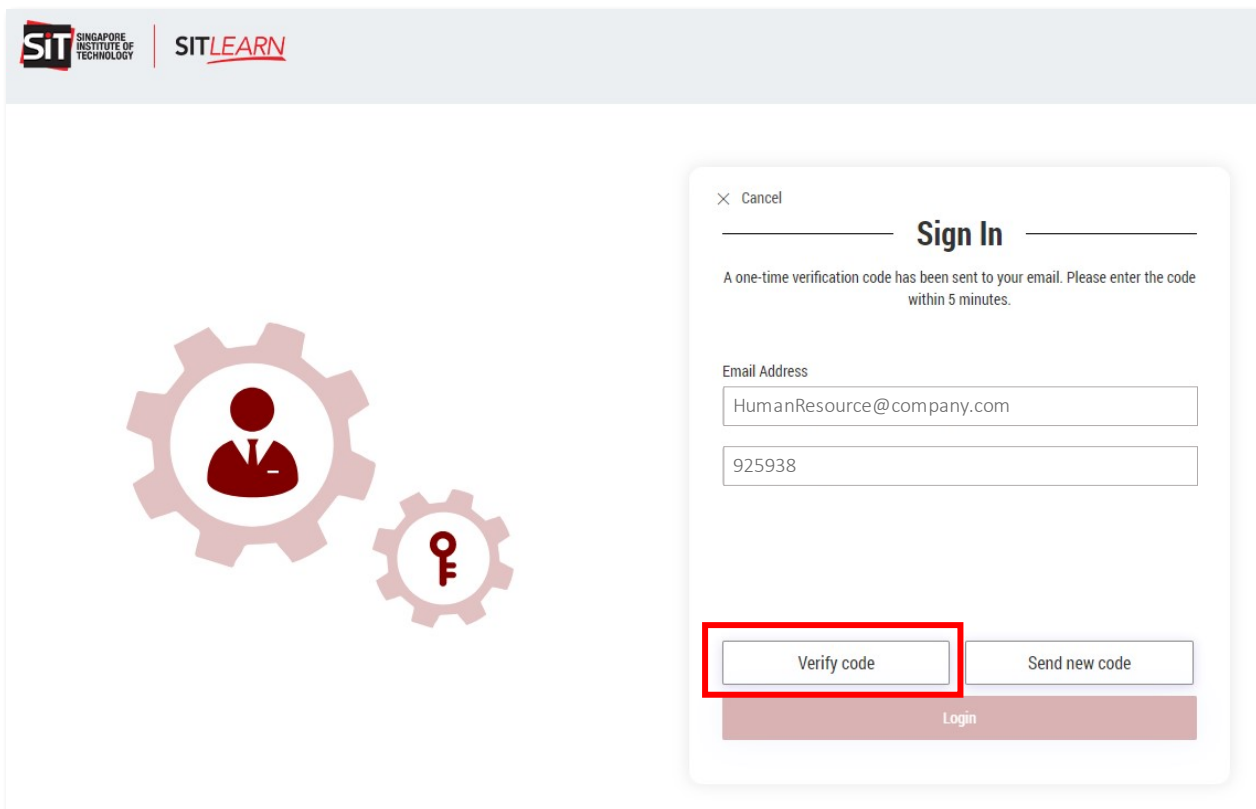 SiT SINGAPORE
INSTITUTE OF
TECHNOLOGY
SITLEARN
Cancel
Sign In
A one-time verification code has been sent to your email. Please enter the code
within 5 minutes.
Email Address
HumanResource@company.com
925938
Verify code
Send new code
Login